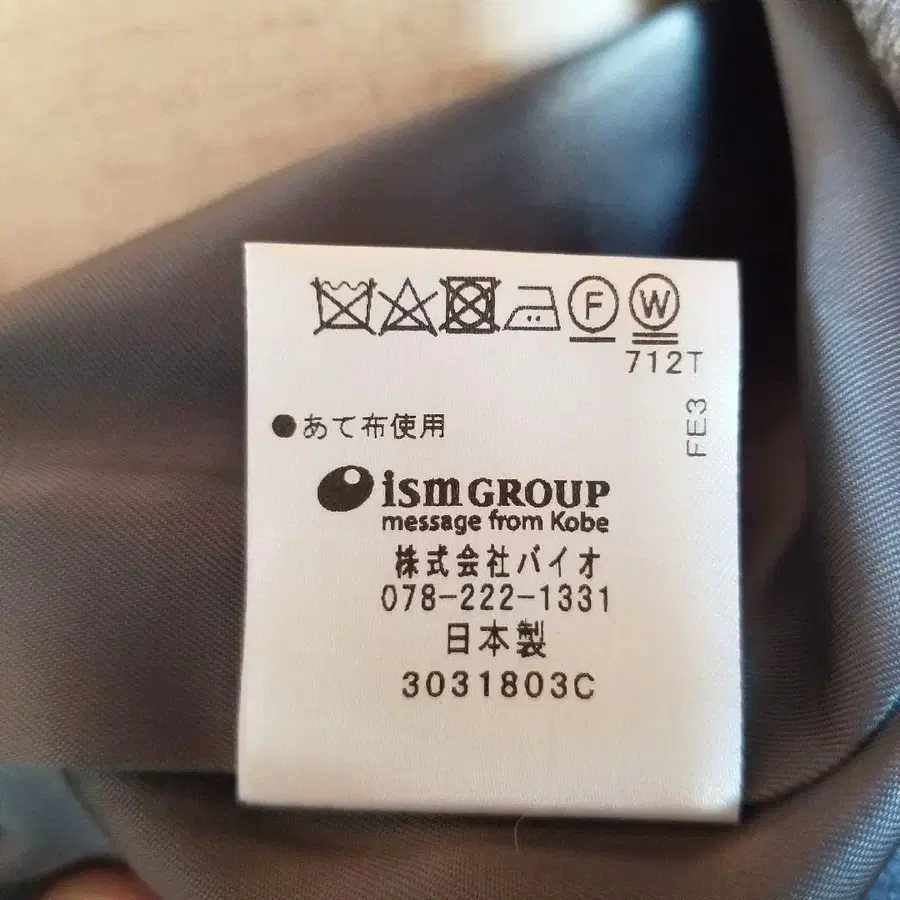 F W
712T
FE3
●あて布使用
ismGROUP
message from Kobe
株式会社バイオ
078-222-1331
日本製
3031803C